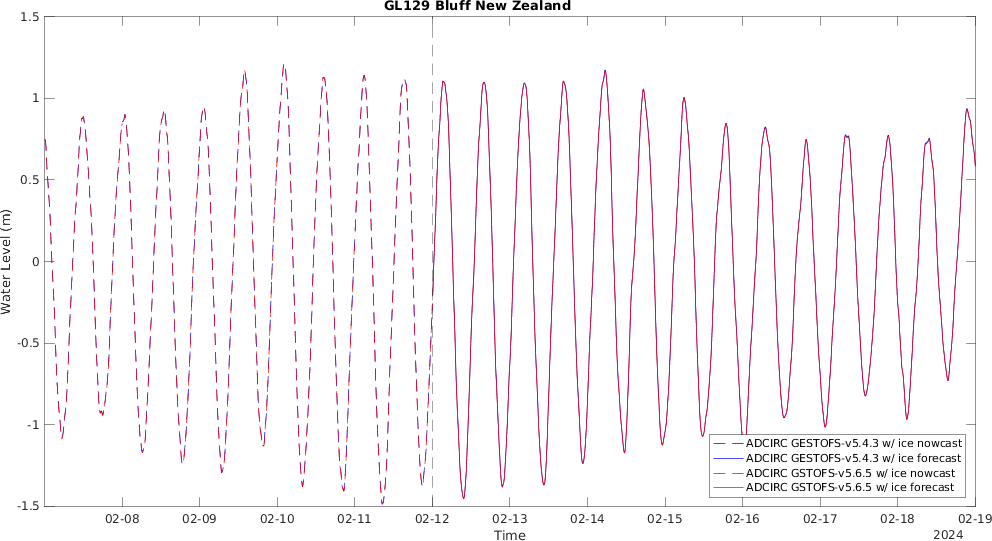 GL129 Bluff New Zealand
Water Level (m)
1.5
1
0.5
0
-0.5
-1
-1.5
02-08
02-09
02-10
02-11
02-12
02-13
02-14
02-15
02-16
02-17
02-18
02-19
Time
2024
ADCIRC GESTOFS-v5.4.3 w/ ice nowcast
ADCIRC GESTOFS-v5.4.3 w/ ice forecast
ADCIRC GSTOFS-v5.6.5 w/ ice nowcast
ADCIRC GSTOFS-v5.6.5 w/ ice forecast